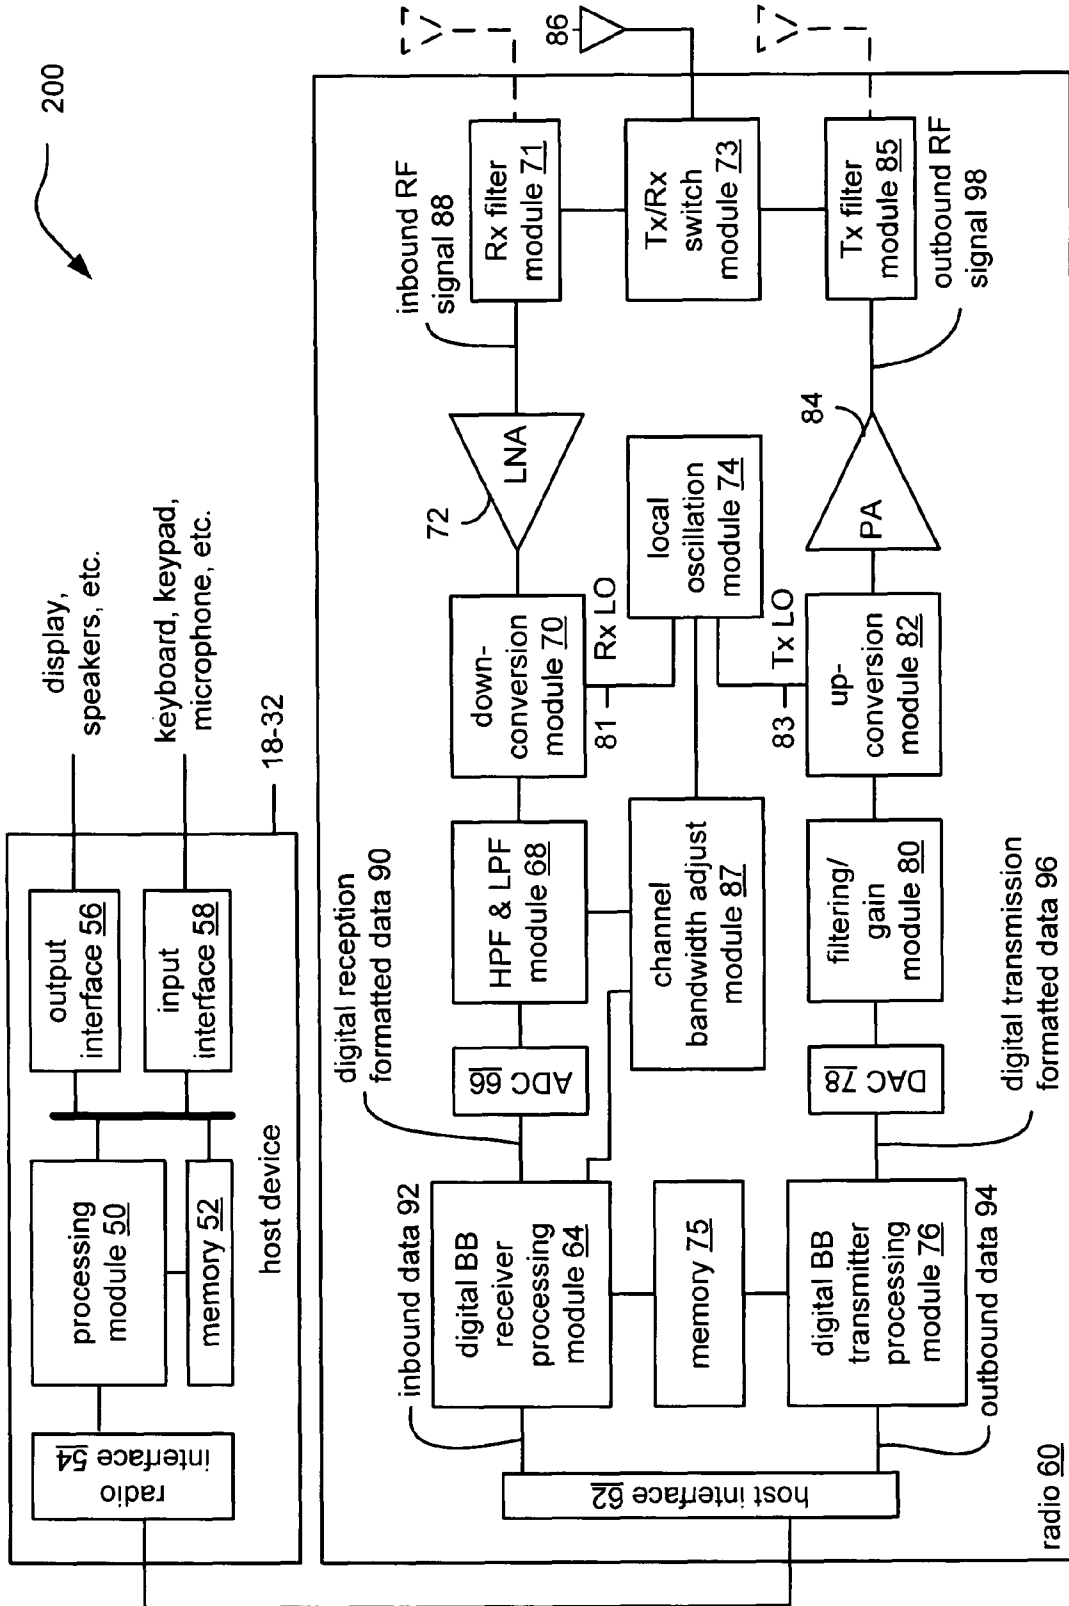 200
display,
speakers, etc.
keyboard, keypad,
microphone, etc.
18-32
output
interface 56
input
interface 58
processing
module 50
memory 52
host device
radio
interface 54
inbound RF
signal 88
Rx filter
module 71
86
Tx/Rx
switch
module 73
Tx filter
module 85
outbound RF
signal 98
LNA
72
local
oscillation
module 74
84
PA
down-
conversion
module 70
Rx LO
81
Tx LO
83
up-
conversion
module 82
digital reception
formatted data 90
HPF & LPF
module 68
channel
bandwidth adjust
module 87
filtering/
gain
module 80
digital transmission
formatted data 96
ADC 66
DAC 78
inbound data 92
digital BB
receiver
processing
module 64
memory 75
digital BB
transmitter
processing
module 76
outbound data 94
host interface 62
radio 60